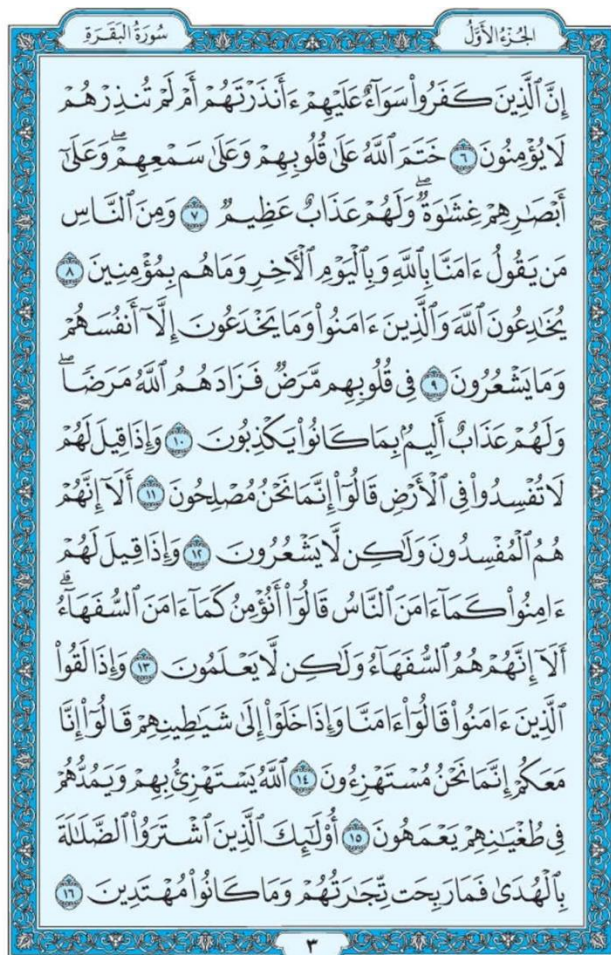 الجُزْءُ الأَوَّلُ
سُورَةُ البَقَرَةِ
إِنَّ ٱلَّذِينَ كَفَرُوا۟ سَوَآءٌ عَلَيْهِمْ ءَأَنذَرْتَهُمْ أَمْ لَمْ تُنذِرْهُمْ
لَا يُؤْمِنُونَ ٦ خَتَمَ ٱللَّهُ عَلَىٰ قُلُوبِهِمْ وَعَلَىٰ سَمْعِهِمْ ۖ وَعَلَىٰٓ
أَبْصَٰرِهِمْ غِشَٰوَةٌ ۖ وَلَهُمْ عَذَابٌ عَظِيمٌ ٧ وَمِنَ ٱلنَّاسِ
مَن يَقُولُ ءَامَنَّا بِٱللَّهِ وَبِٱلْيَوْمِ ٱلْأَخِرِ وَمَا هُم بِمُؤْمِنِينَ ٨
يُخَٰدِعُونَ ٱللَّهَ وَٱلَّذِينَ ءَامَنُوا۟ وَمَا يَخْدَعُونَ إِلَّآ أَنفُسَهُمْ
وَمَا يَشْعُرُونَ ٩ فِى قُلُوبِهِم مَّرَضٌ فَزَادَهُمُ ٱللَّهُ مَرَضًا ۖ
وَلَهُمْ عَذَابٌ أَلِيمٌۢ بِمَا كَانُوا۟ يَكْذِبُونَ ١٠ وَإِذَا قِيلَ لَهُمْ
لَا تُفْسِدُوا۟ فِى ٱلْأَرْضِ قَالُوٓا۟ إِنَّمَا نَحْنُ مُصْلِحُونَ ١١ أَلَآ إِنَّهُمْ
هُمُ ٱلْمُفْسِدُونَ وَلَٰكِن لَّا يَشْعُرُونَ ١٢ وَإِذَا قِيلَ لَهُمْ
ءَامِنُوا۟ كَمَآ ءَامَنَ ٱلنَّاسُ قَالُوٓا۟ أَنُؤْمِنُ كَمَآ ءَامَنَ ٱلسُّفَهَآءُ ۗ
أَلَآ إِنَّهُمْ هُمُ ٱلسُّفَهَآءُ وَلَٰكِن لَّا يَعْلَمُونَ ١٣ وَإِذَا لَقُوا۟
ٱلَّذِينَ ءَامَنُوا۟ قَالُوٓا۟ ءَامَنَّا وَإِذَا خَلَوْا۟ إِلَىٰ شَيَٰطِينِهِمْ قَالُوٓا۟ إِنَّا
مَعَكُمْ إِنَّمَا نَحْنُ مُسْتَهْزِءُونَ ١٤ ٱللَّهُ يَسْتَهْزِئُ بِهِمْ وَيَمُدُّهُمْ
فِى طُغْيَٰنِهِمْ يَعْمَهُونَ ١٥ أُو۟لَٰٓئِكَ ٱلَّذِينَ ٱشْتَرَوُا۟ ٱلضَّلَٰلَةَ
بِٱلْهُدَىٰ فَمَا رَبِحَت تِّجَٰرَتُهُمْ وَمَا كَانُوا۟ مُهْتَدِينَ ١٦
٣